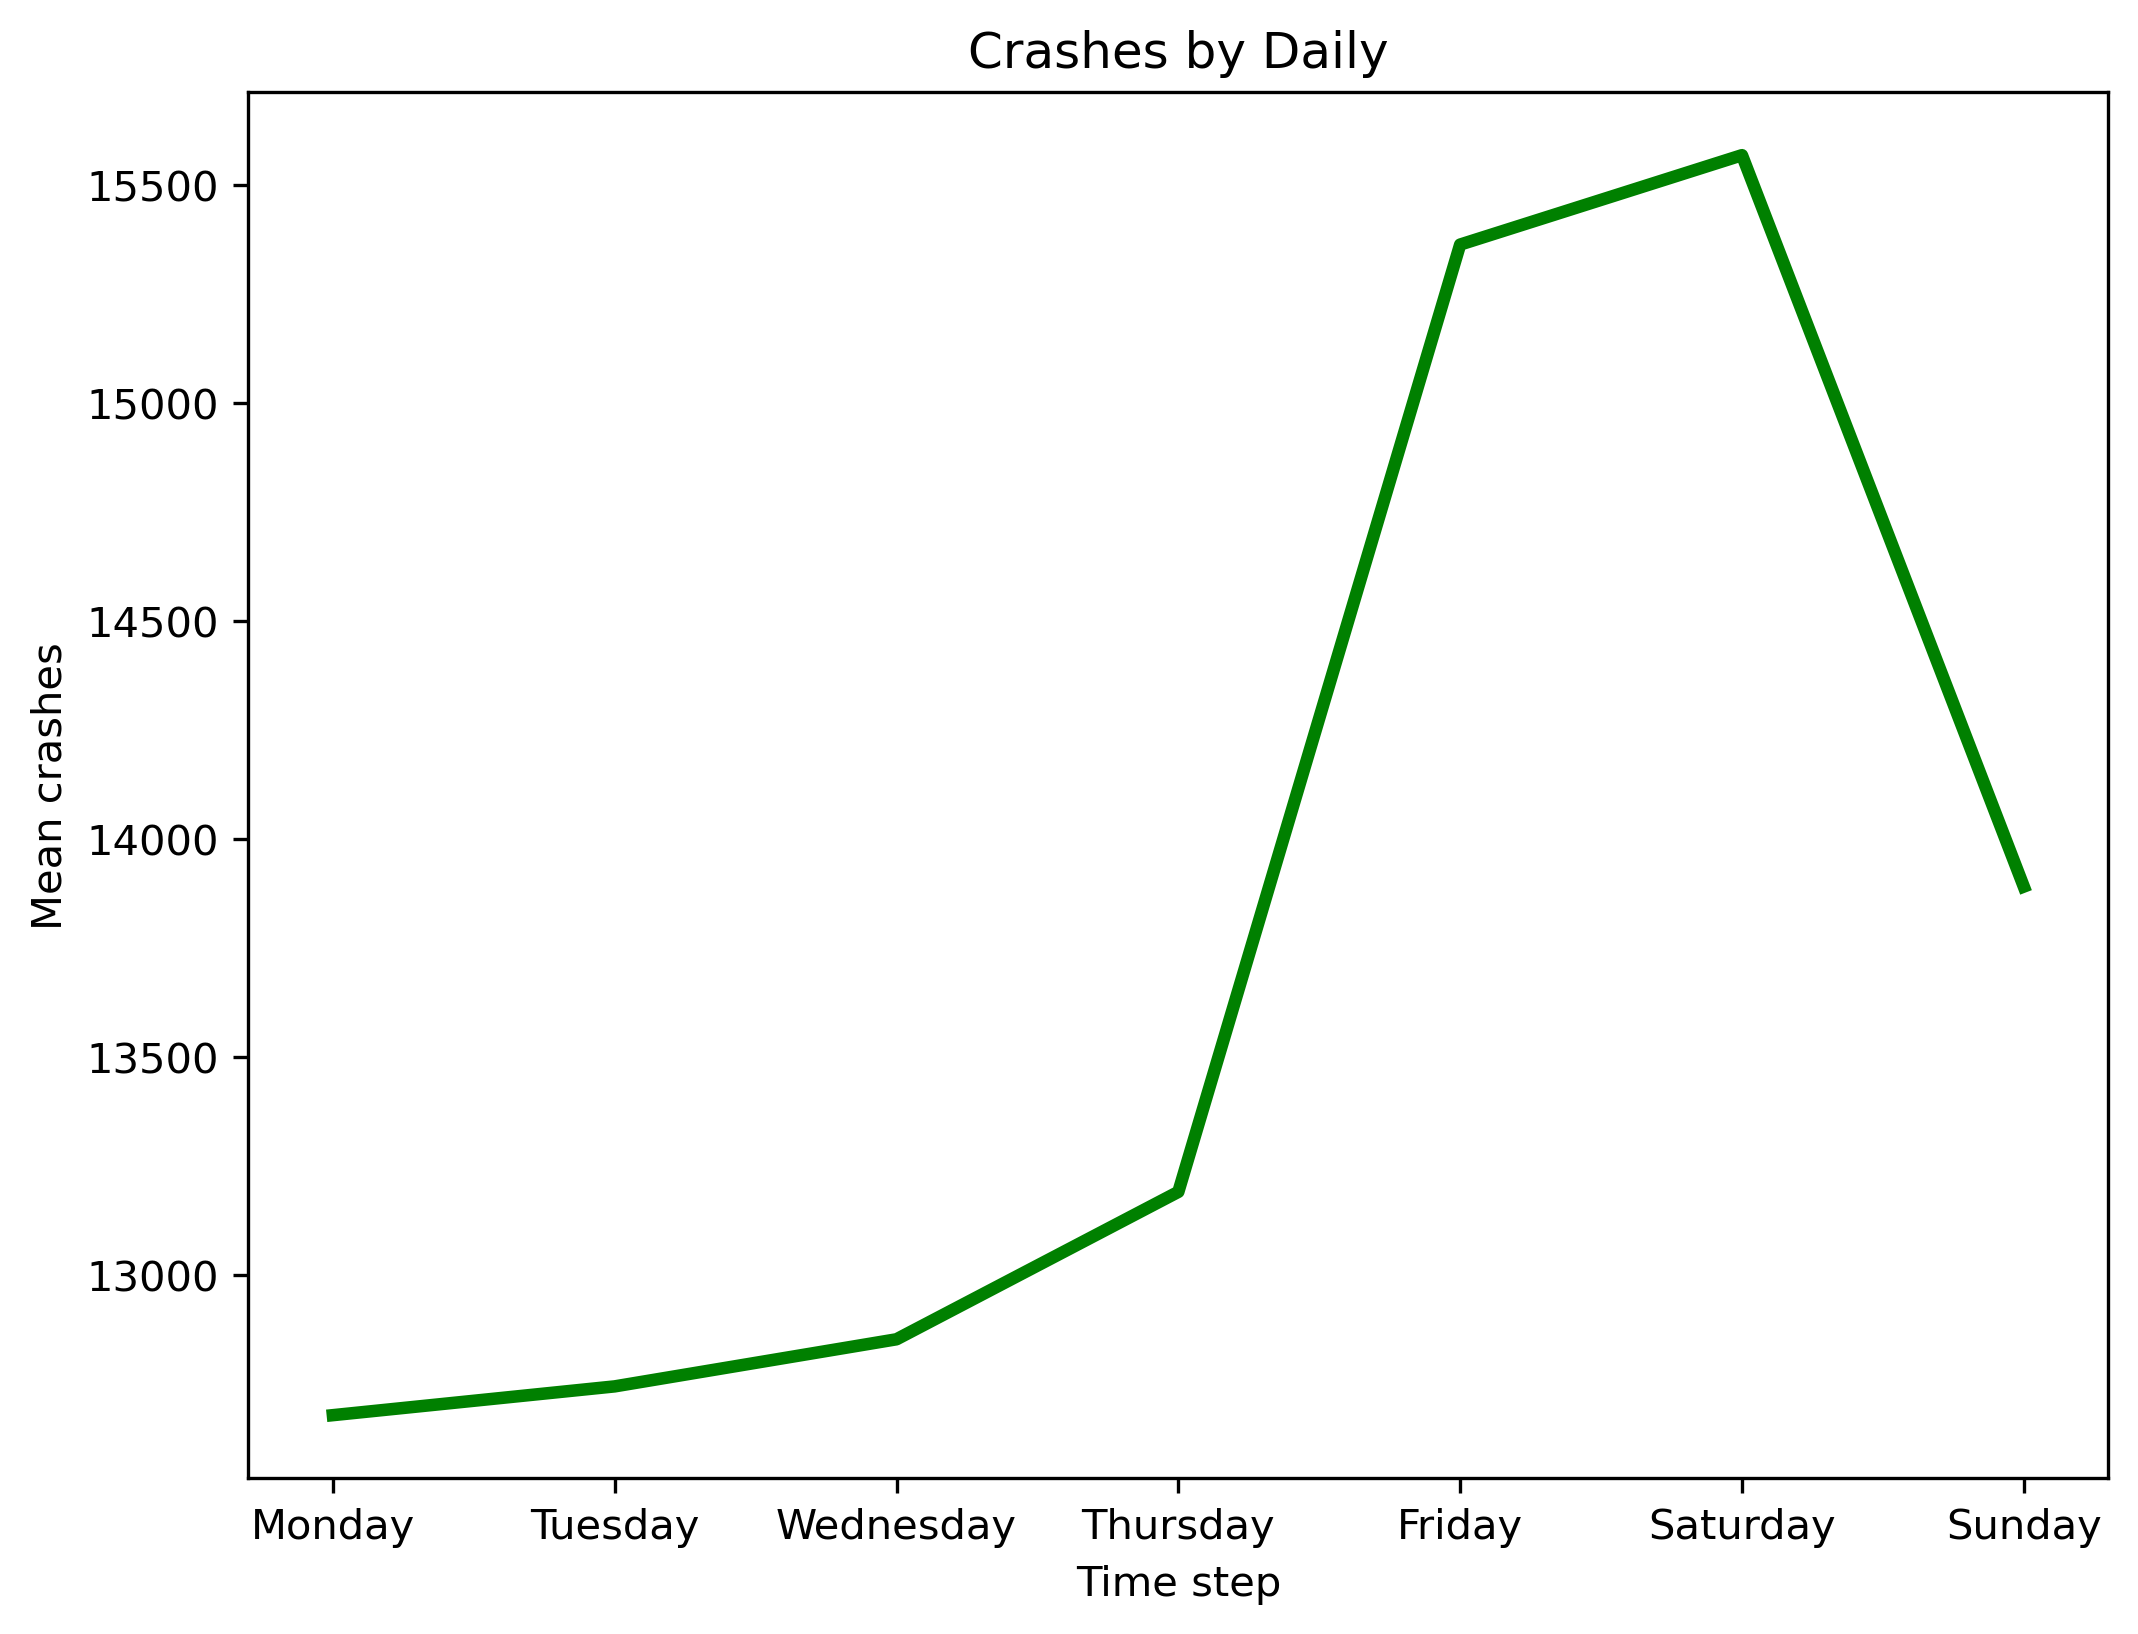 Crashes by Daily
15500
15000
14500
14000
13500
13000
Mean crashes
Monday Tuesday Wednesday Thursday Friday Saturday Sunday
Time step